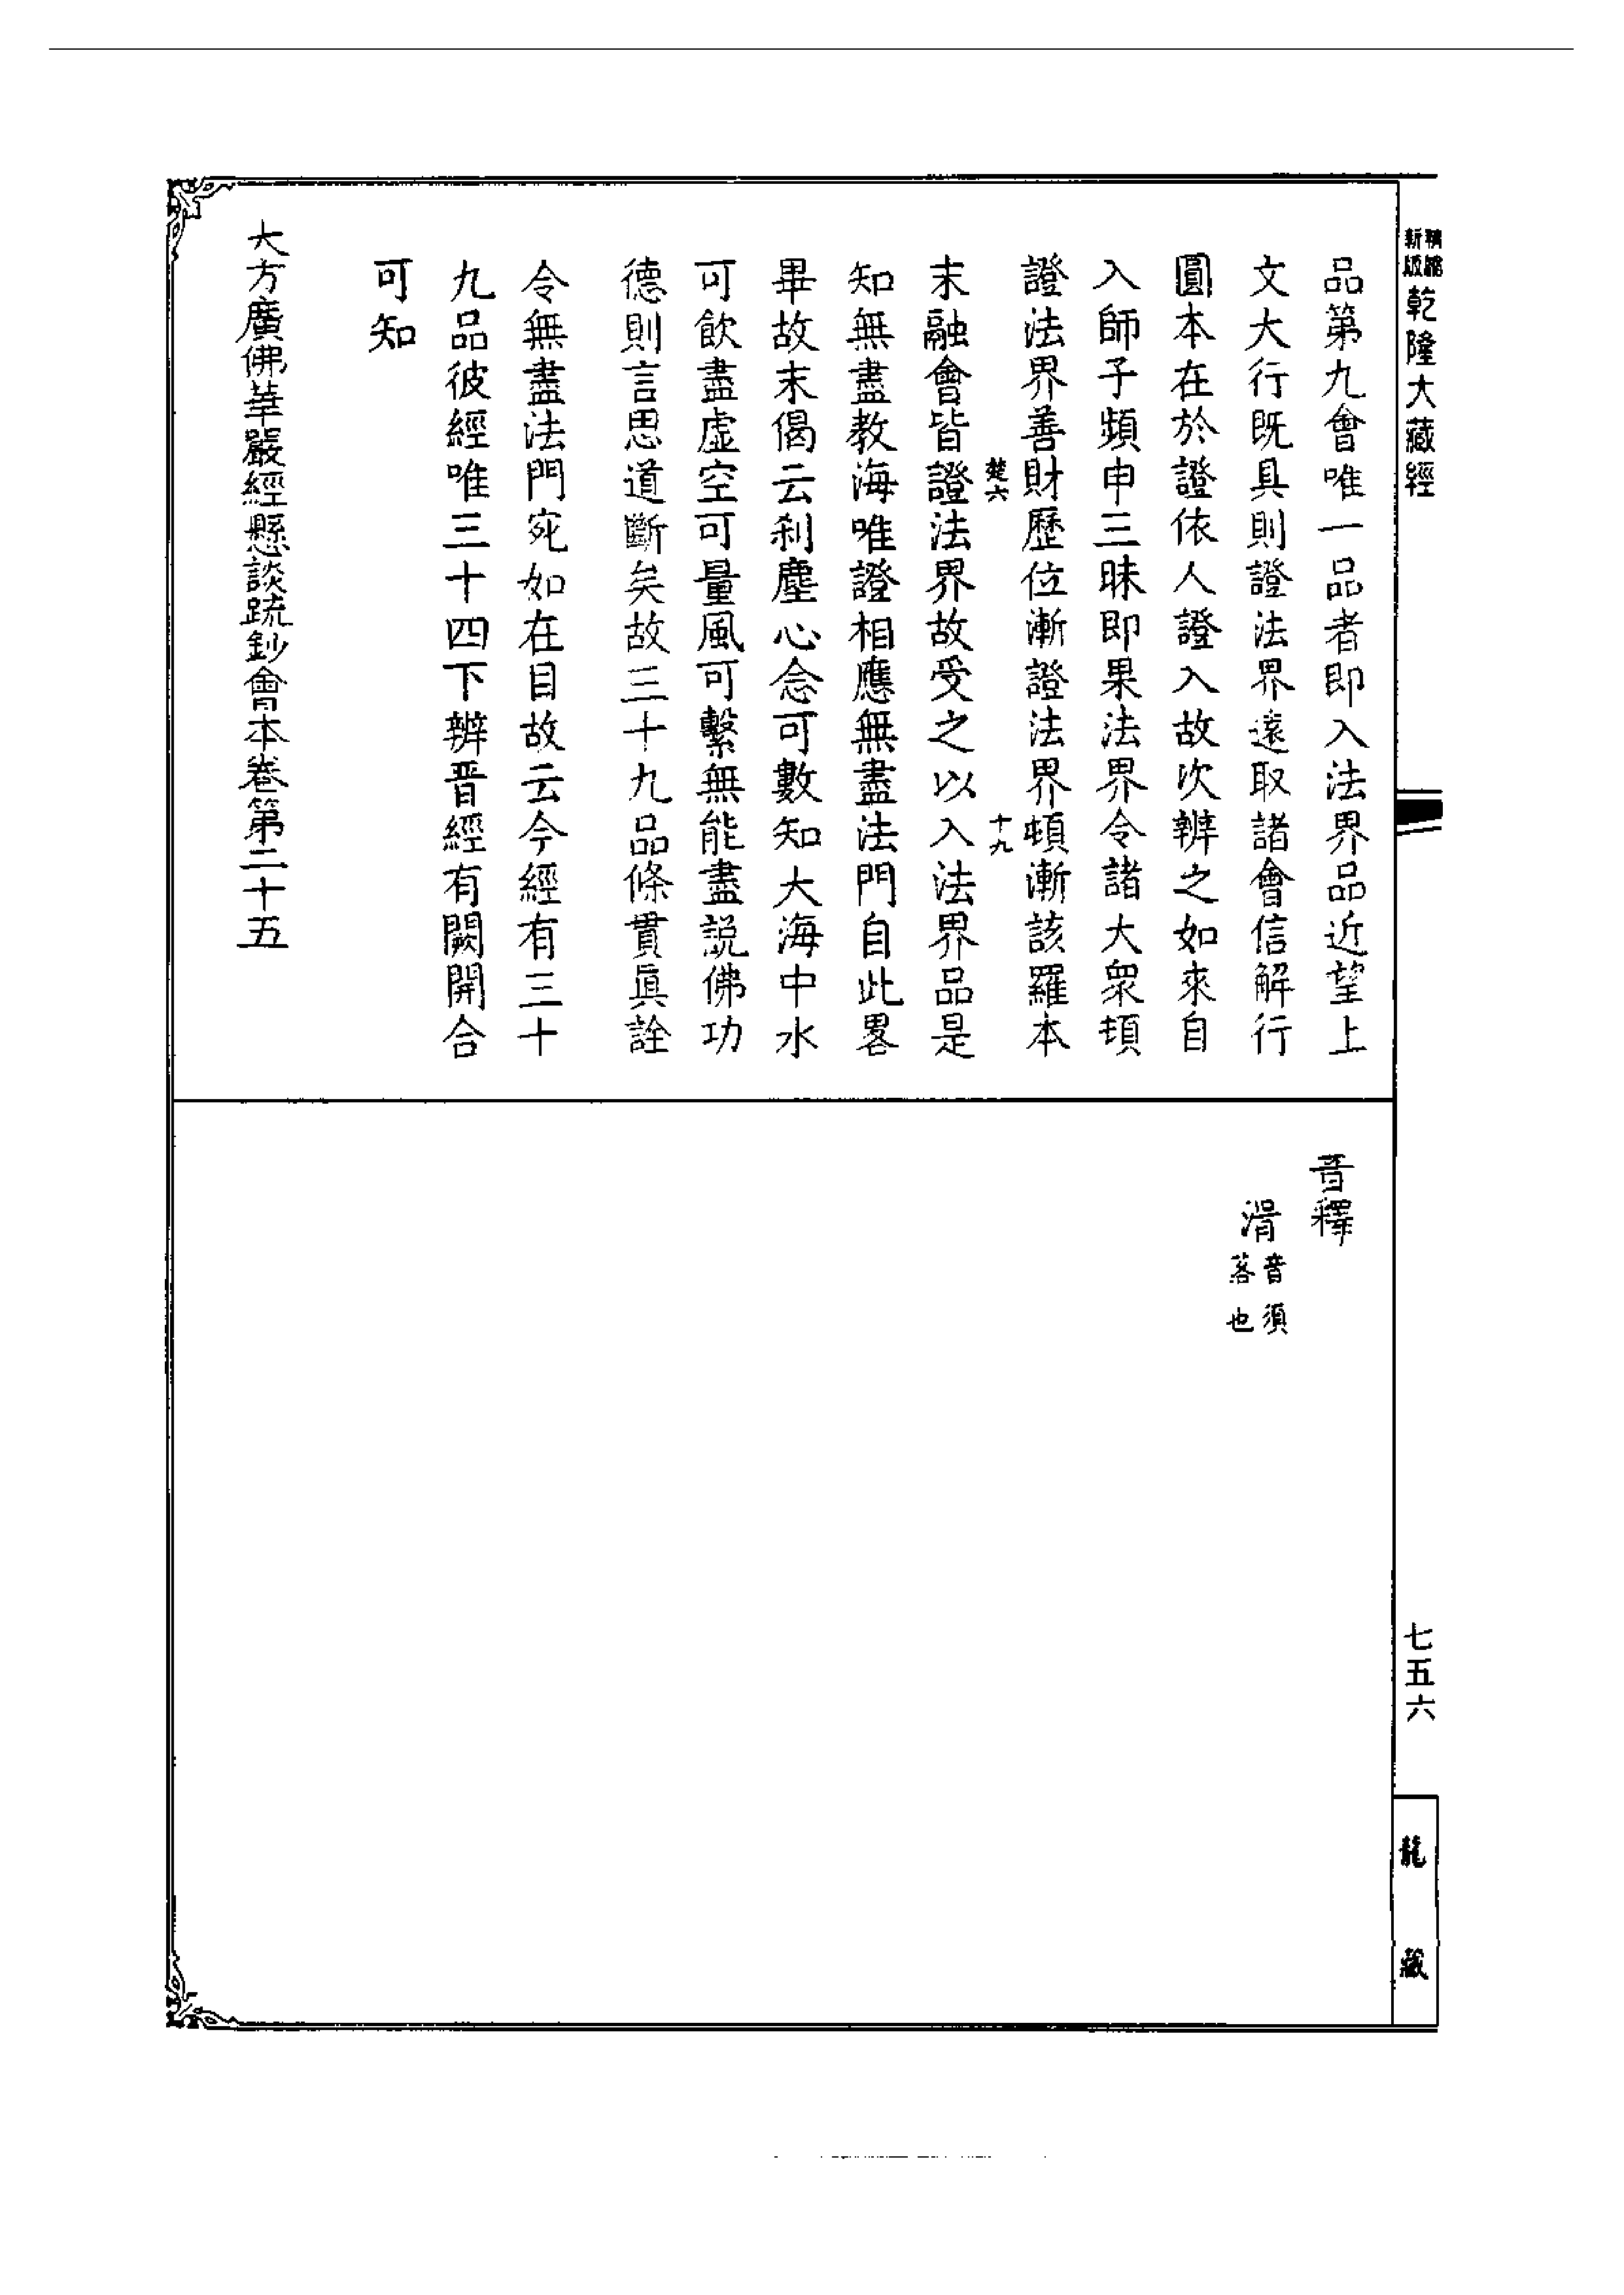 精縮新版乾隆大藏經
品第九會唯一品者即入法界品近望上
文大行既具則證法界遠取諸會信解行
圓本在於證依人證入故次辨之如來自
入師子頻申三昧即果法界令諸大眾頓
證法界善財歷位漸證法界頓漸該羅本
楚六 十九
末融會皆證法界故受之以入法界品是
知無盡教海唯證相應無盡法門自此畧
畢故末偈云刹塵心念可數知大海中水
可飲盡虛空可量風可繫無能盡說佛功
德則言思道斷矣故三十九品條貫眞詮
令無盡法門宛如在目故云今經有三十
九品彼經唯三十四下辨晋經有闕開合
可知
大方廣佛華嚴經懸談疏鈔會本卷第二十五
音釋
湑音須落也
七五六
龍藏